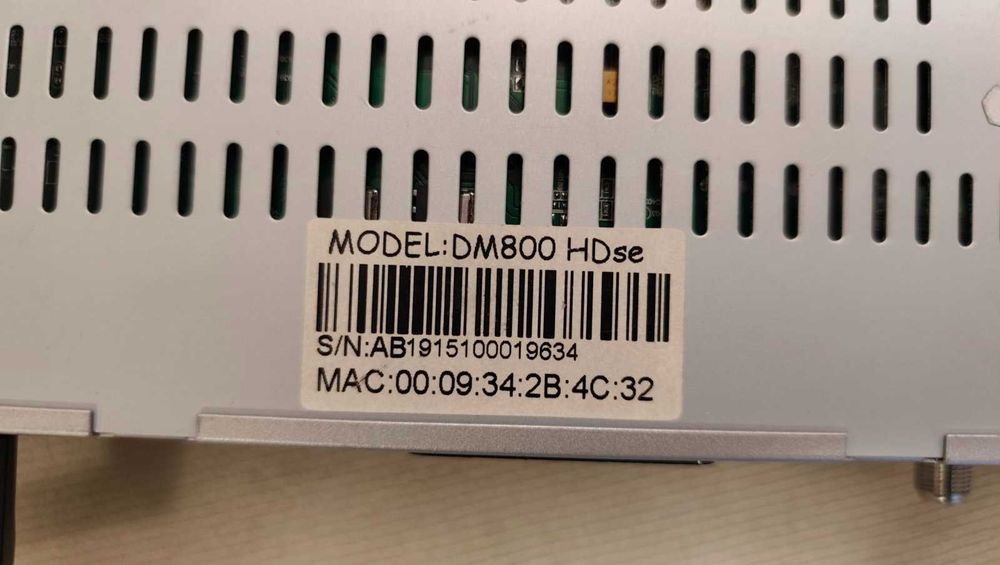 MODEL:DM800 HDse
S/N:AB1915100019634
MAC:00:09:34:2B:4C:32